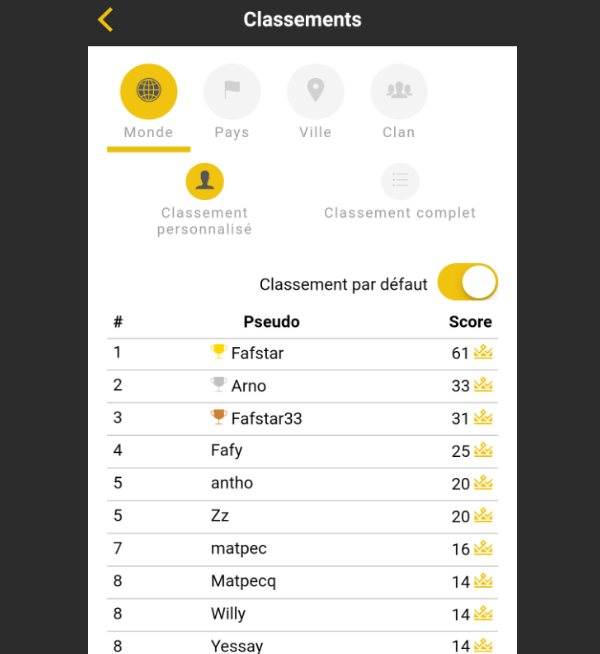 Classements
Monde Pays Ville Clan
Classement personnalisé
Classement complet
Classement par défaut
# Pseudo Score
1 Fafstar 61
2 Arno 33
3 Fafstar33 31
4 Fafy 25
5 antho 20
5 Zz 20
7 matpec 16
8 Matpecq 14
8 Willy 14
8 Yessay 14